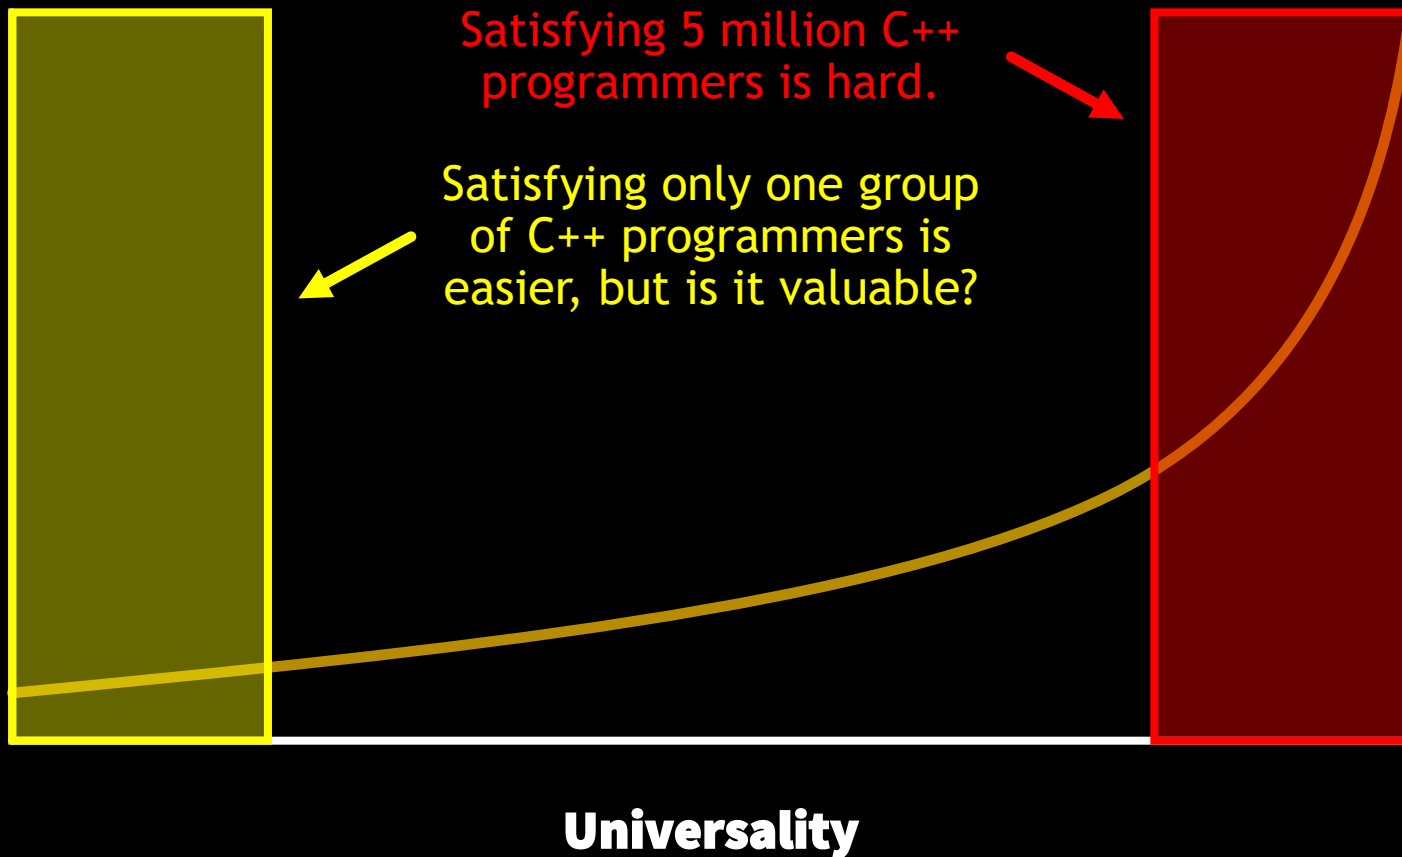 Satisfying 5 million C++
programmers is hard.
Satisfying only one group
of C++ programmers is
easier, but is it valuable?
Universality